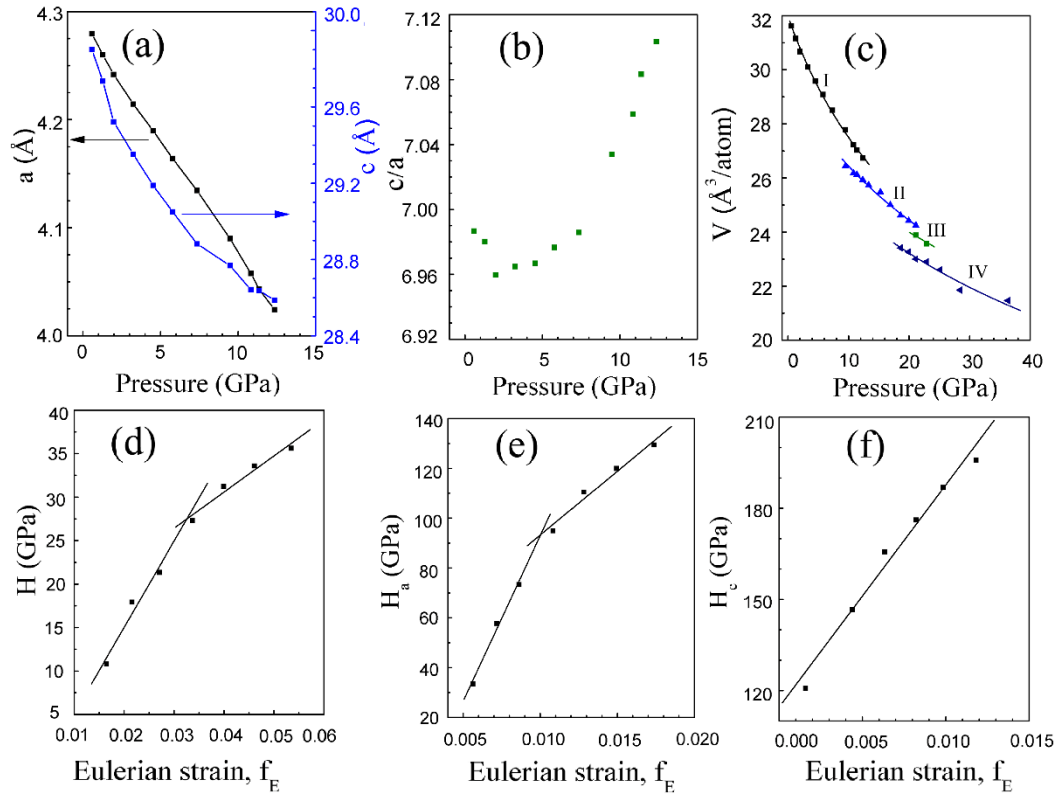 (a)
a (Å)
4.3
4.2
4.1
4.0
c (Å)
30.0
29.6
29.2
28.8
28.4
0 5 10 15
Pressure (GPa)
(b)
c/a
7.12
7.08
7.04
7.00
6.96
6.92
0 5 10 15
Pressure (GPa)
(c)
V (Å³/atom)
32
30
28
26
24
22
20
I
II
III
IV
0 10 20 30 40
Pressure (GPa)
(d)
H (GPa)
40
35
30
25
20
15
10
5
0.01 0.02 0.03 0.04 0.05 0.06
Eulerian strain, f_E
(e)
H_a (GPa)
140
120
100
80
60
40
20
0.005 0.010 0.015 0.020
Eulerian strain, f_E
(f)
H_c (GPa)
210
180
150
120
0.000 0.005 0.010 0.015
Eulerian strain, f_E